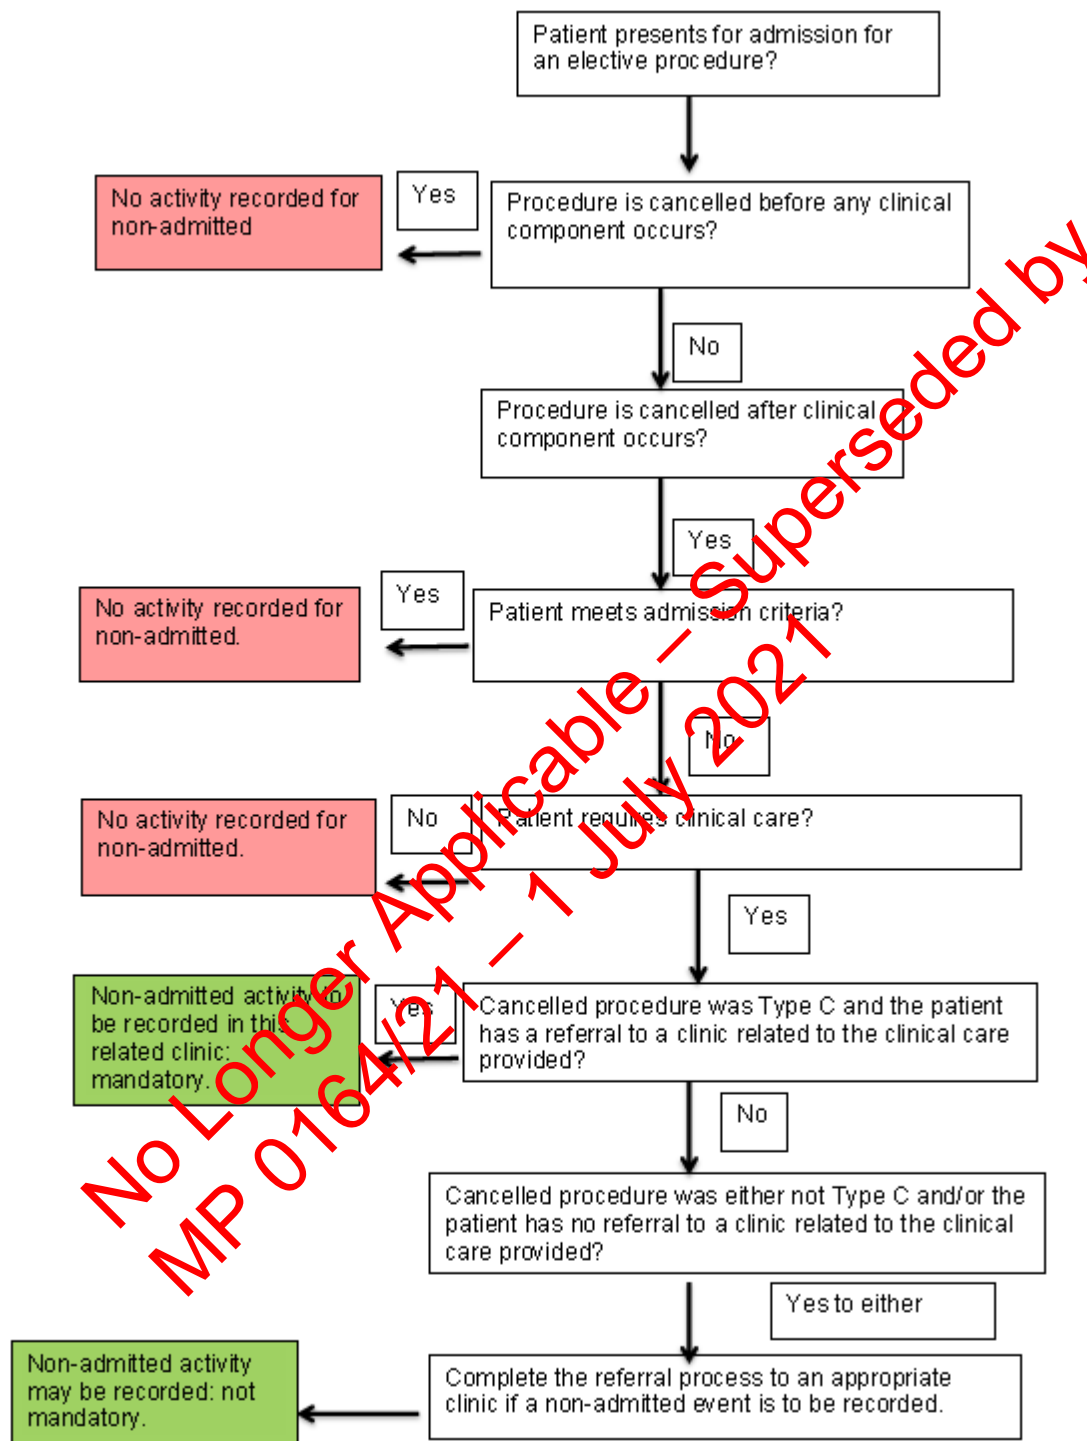 Patient presents for admission for
an elective procedure?
No activity recorded for
non-admitted
Yes
Procedure is cancelled before any clinical
component occurs?
No
Procedure is cancelled after clinical
component occurs?
Yes
No activity recorded for
non-admitted.
Yes
Patient meets admission criteria?
No
No activity recorded for
non-admitted.
No
Patient requires clinical care?
Yes
Non-admitted activity to
be recorded in this
related clinic:
mandatory.
Yes
Cancelled procedure was Type C and the patient
has a referral to a clinic related to the clinical care
provided?
No
Cancelled procedure was either not Type C and/or the
patient has no referral to a clinic related to the clinical
care provided?
Yes to either
Non-admitted activity
may be recorded: not
mandatory.
Complete the referral process to an appropriate
clinic if a non-admitted event is to be recorded.
No Longer Applicable – Superseded by
MP 0164/21 – 1 July 2021